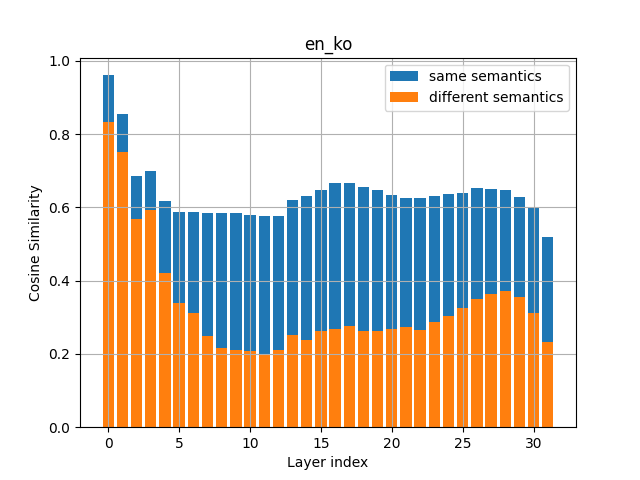 en_ko
same semantics
different semantics
Cosine Similarity
1.0
0.8
0.6
0.4
0.2
0.0
0 5 10 15 20 25 30
Layer index